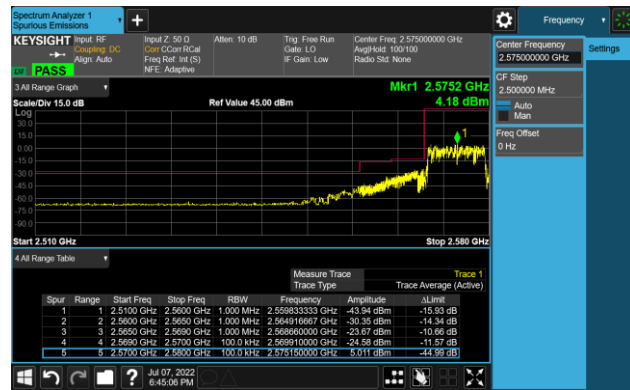 Spectrum Analyzer 1
Spurious Emissions
Frequency
KEYSIGHT
Input: RF
Coupling: DC
Align: Auto
Input Z: 50 Ω
Corr CCorr RCal
Freq Ref: Int (S)
NFE: Adaptive
Atten: 10 dB
Trig: Free Run
Gate: LO
IF Gain: Low
Center Freq: 2.575000000 GHz
Avg|Hold: 100/100
Radio Std: None
PASS
Center Frequency
2.575000000 GHz
Settings
CF Step
2.500000 MHz
Auto
Man
Freq Offset
0 Hz
3 All Range Graph
Mkr1 2.5752 GHz
Scale/Div 15.0 dB
Ref Value 45.00 dBm
4.18 dBm
Log
30.0
15.0
0.00
-15.0
-30.0
-45.0
-60.0
-75.0
-90.0
1
Start 2.510 GHz
Stop 2.580 GHz
4 All Range Table
Measure Trace Trace 1
Trace Type Trace Average (Active)
Spur Range Start Freq Stop Freq RBW Frequency Amplitude ΔLimit
1 1 2.5100 GHz 2.5600 GHz 1.000 MHz 2.559833333 GHz -43.94 dBm -15.93 dB
2 2 2.5600 GHz 2.5650 GHz 1.000 MHz 2.564916667 GHz -30.35 dBm -14.34 dB
3 3 2.5650 GHz 2.5690 GHz 1.000 MHz 2.568660000 GHz -23.67 dBm -10.66 dB
4 4 2.5690 GHz 2.5700 GHz 100.0 kHz 2.569910000 GHz -24.58 dBm -11.57 dB
5 5 2.5700 GHz 2.5800 GHz 100.0 kHz 2.575150000 GHz 5.011 dBm -44.99 dB
?
Jul 07, 2022
6:45:06 PM